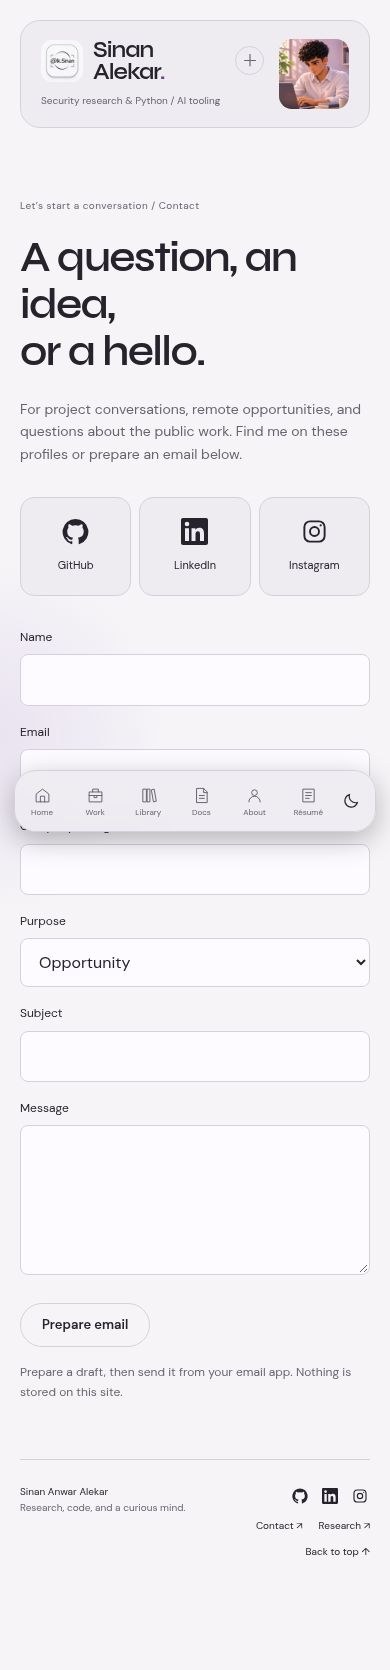 @Ik.Sinan
Sinan
Alekar.
Security research & Python / AI tooling
Let's start a conversation / Contact
A question, an
idea,
or a hello.
For project conversations, remote opportunities, and
questions about the public work. Find me on these
profiles or prepare an email below.
GitHub
LinkedIn
Instagram
Name
Email
Home
Work
Library
Docs
About
Résumé
Purpose
Opportunity
Subject
Message
Prepare email
Prepare a draft, then send it from your email app. Nothing is
stored on this site.
Sinan Anwar Alekar
Research, code, and a curious mind.
Contact ↗
Research ↗
Back to top ↑